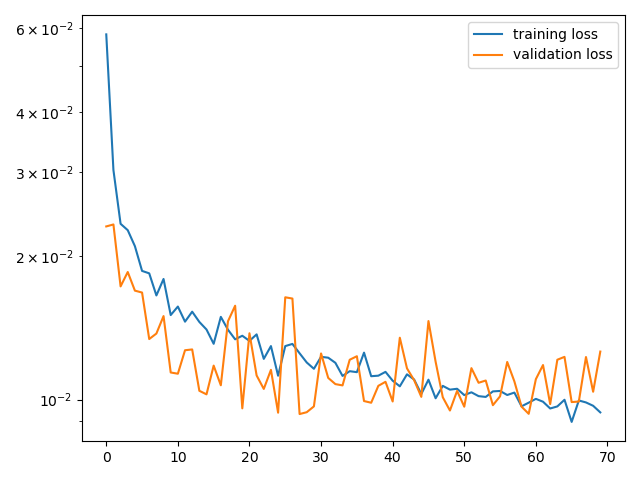 6 × 10⁻²
4 × 10⁻²
3 × 10⁻²
2 × 10⁻²
10⁻²
0 10 20 30 40 50 60 70
training loss
validation loss